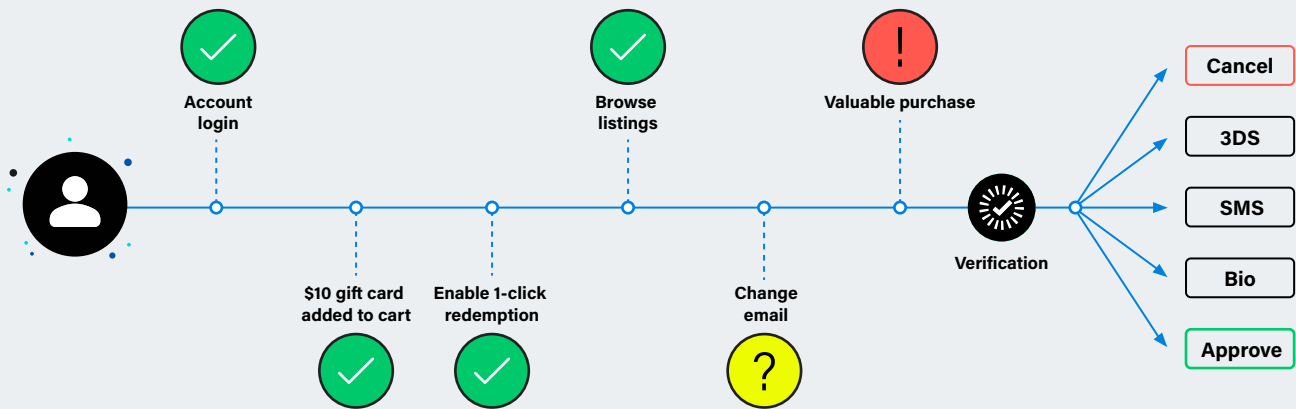 Account
login
$10 gift card
added to cart
Enable 1-click
redemption
Browse
listings
Change
email
?
!
Valuable purchase
Verification
Cancel
3DS
SMS
Bio
Approve